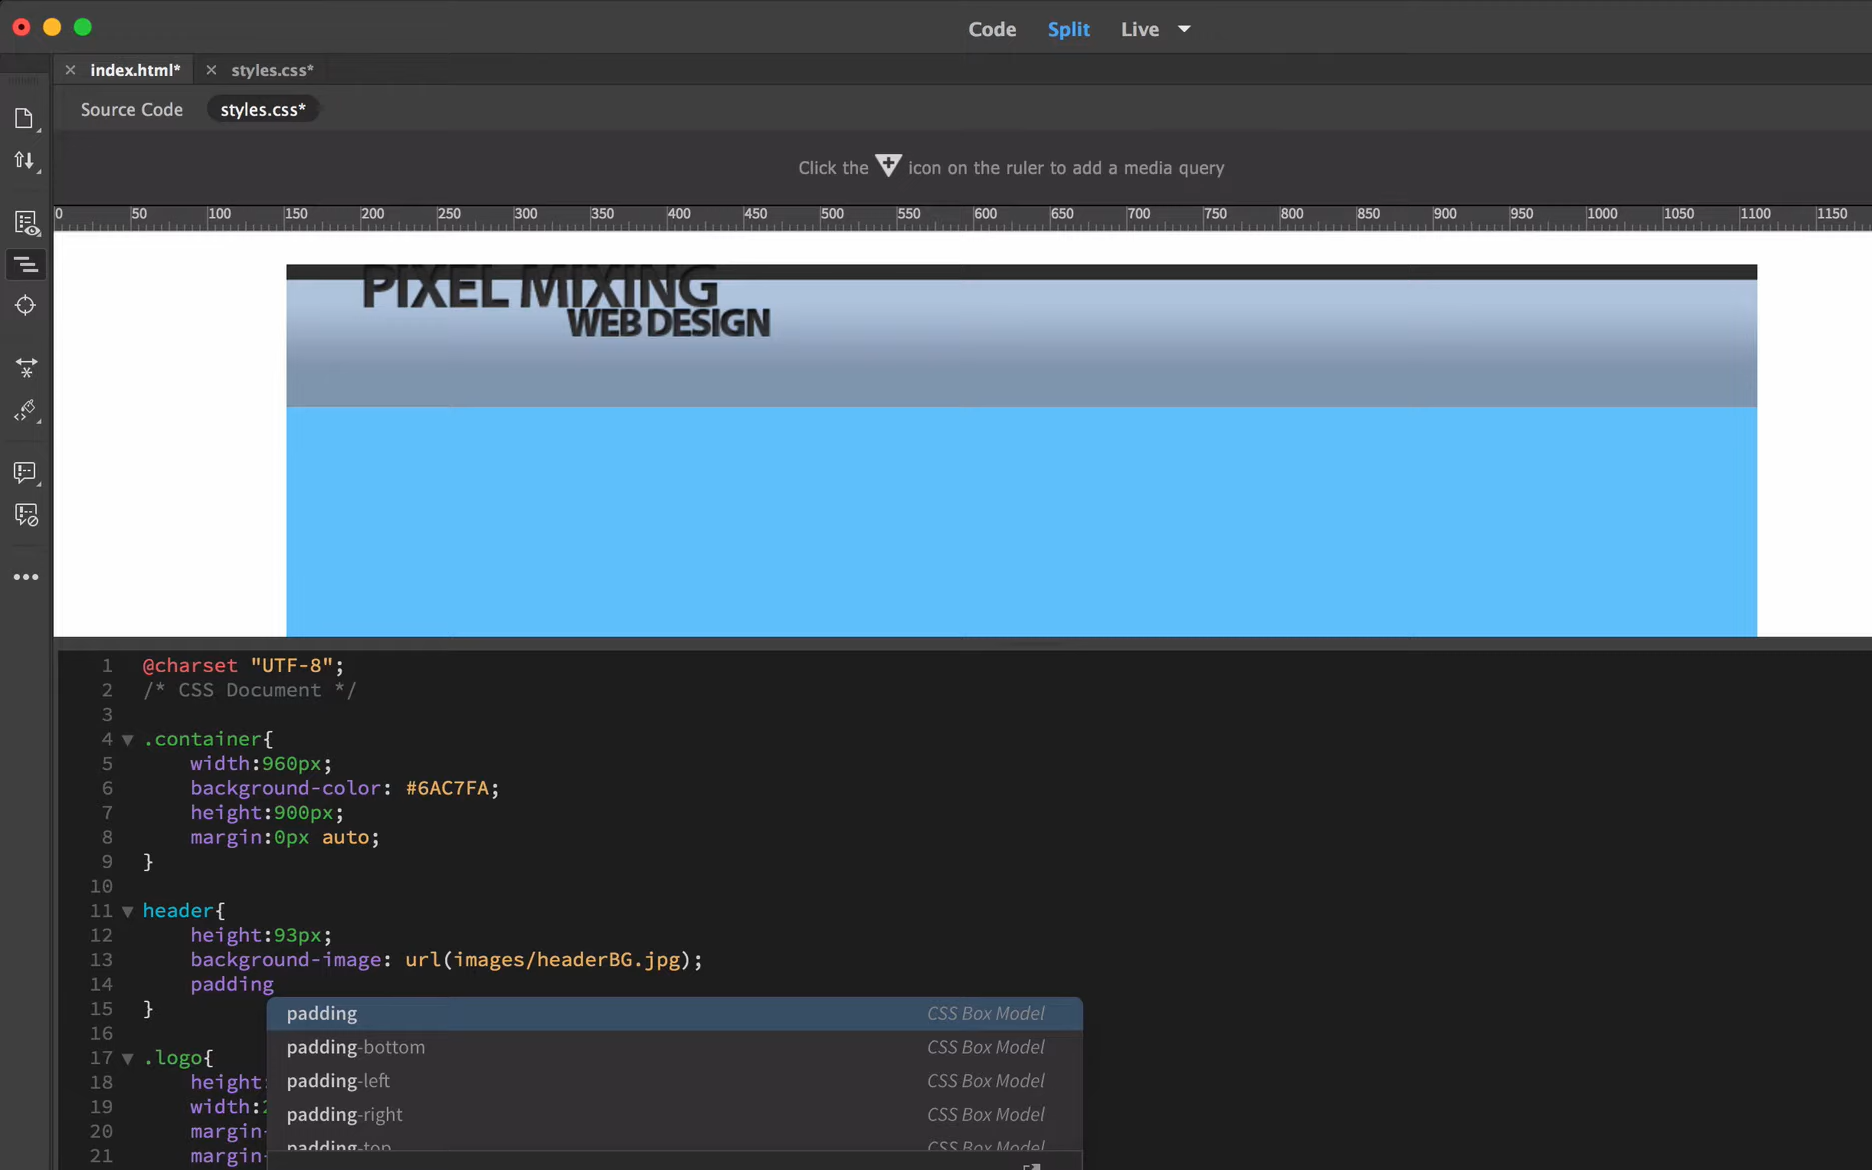 Code Split Live
× index.html* × styles.css*
Source Code styles.css*
Click the icon on the ruler to add a media query
0 50 100 150 200 250 300 350 400 450 500 550 600 650 700 750 800 850 900 950 1000 1050 1100 1150
PIXEL MIXING
WEB DESIGN
1 @charset "UTF-8";
2 /* CSS Document */
3
4 .container{
5 width:960px;
6 background-color: #6AC7FA;
7 height:900px;
8 margin:0px auto;
9 }
10
11 header{
12 height:93px;
13 background-image: url(images/headerBG.jpg);
14 padding
15 }
16
17 .logo{
18 height:
19 width:2
20 margin-
21 margin-
padding CSS Box Model
padding-bottom CSS Box Model
padding-left CSS Box Model
padding-right CSS Box Model
padding-top CSS Box Model